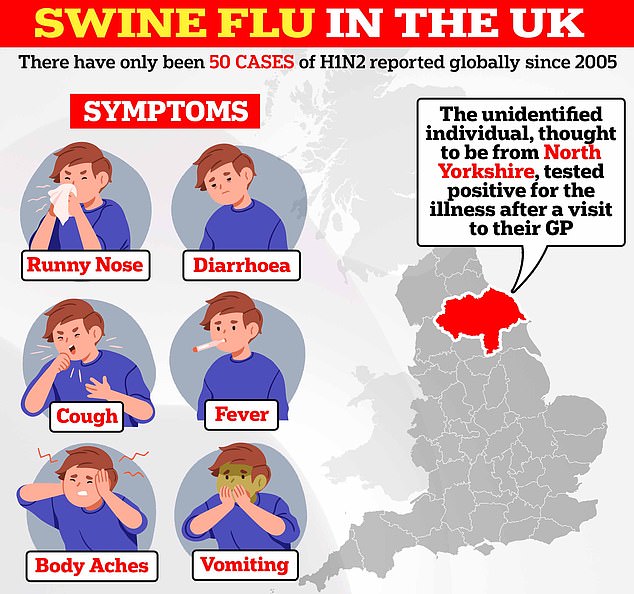 SWINE FLU IN THE UK
There have only been 50 CASES of H1N2 reported globally since 2005
SYMPTOMS
The unidentified
individual, thought
to be from North
Yorkshire, tested
positive for the
illness after a visit
to their GP
Runny Nose
Diarrhoea
Cough
Fever
Body Aches
Vomiting